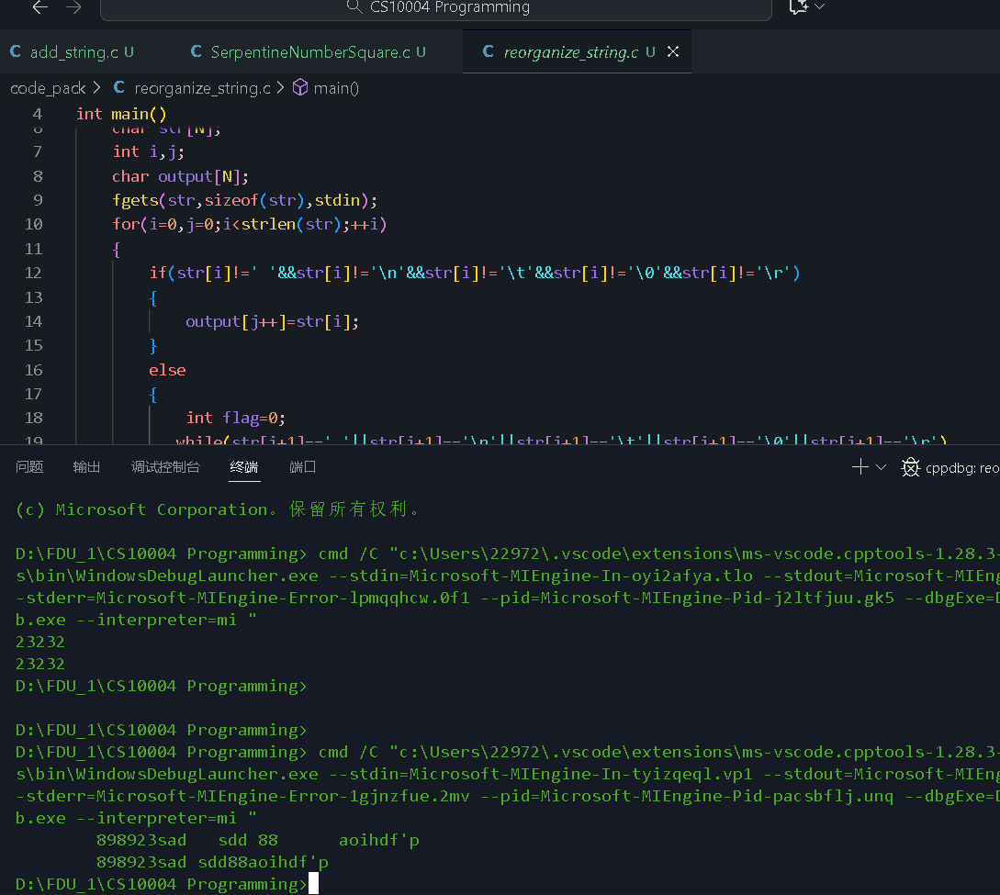 CS10004 Programming
add_string.c U SerpentineNumberSquare.c U reorganize_string.c U
code_pack > C reorganize_string.c > main()
4 int main()
6 char str[N];
7 int i,j;
8 char output[N];
9 fgets(str,sizeof(str),stdin);
10 for(i=0,j=0;i<strlen(str);++i)
11 {
12 if(str[i]!=' '&&str[i]!='\n'&&str[i]!='\t'&&str[i]!='\0'&&str[i]!='\r')
13 {
14 output[j++]=str[i];
15 }
16 else
17 {
18 int flag=0;
19 while(str[i+1]==' '||str[i+1]=='\n'||str[i+1]=='\t'||str[i+1]=='\0'||str[i+1]=='\r')
问题 输出 调试控制台 终端 端口 cppdbg: reo
(c) Microsoft Corporation。保留所有权利。
D:\FDU_1\CS10004 Programming> cmd /C "c:\Users\22972\.vscode\extensions\ms-vscode.cpptools-1.28.3-
s\bin\WindowsDebugLauncher.exe --stdin=Microsoft-MIEngine-In-oyi2afya.tlo --stdout=Microsoft-MIEng
-stderr=Microsoft-MIEngine-Error-lpmqqhcw.0f1 --pid=Microsoft-MIEngine-Pid-j2ltfjuu.gk5 --dbgExe=D
b.exe --interpreter=mi "
23232
23232
D:\FDU_1\CS10004 Programming>
D:\FDU_1\CS10004 Programming>
D:\FDU_1\CS10004 Programming> cmd /C "c:\Users\22972\.vscode\extensions\ms-vscode.cpptools-1.28.3-
s\bin\WindowsDebugLauncher.exe --stdin=Microsoft-MIEngine-In-tyizqeql.vp1 --stdout=Microsoft-MIEng
-stderr=Microsoft-MIEngine-Error-1gjnzfue.2mv --pid=Microsoft-MIEngine-Pid-pacsbflj.unq --dbgExe=D
b.exe --interpreter=mi "
898923sad   sdd 88      aoihdf'p
898923sad sdd88aoihdf'p
D:\FDU_1\CS10004 Programming>